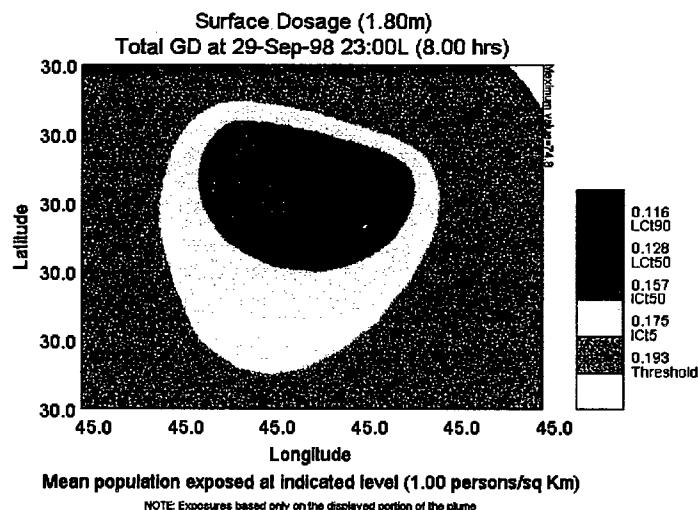 Surface Dosage (1.80m)
Total GD at 29-Sep-98 23:00L (8.00 hrs)
30.0
30.0
30.0
30.0
30.0
30.0
Latitude
45.0 45.0 45.0 45.0 45.0 45.0
Longitude
Maximum value=74.8
0.116
LCt90
0.128
LCt50
0.157
ICt50
0.175
ICt5
0.193
Threshold
Mean population exposed at indicated level (1.00 persons/sq Km)
NOTE: Exposures based only on the displayed portion of the plume